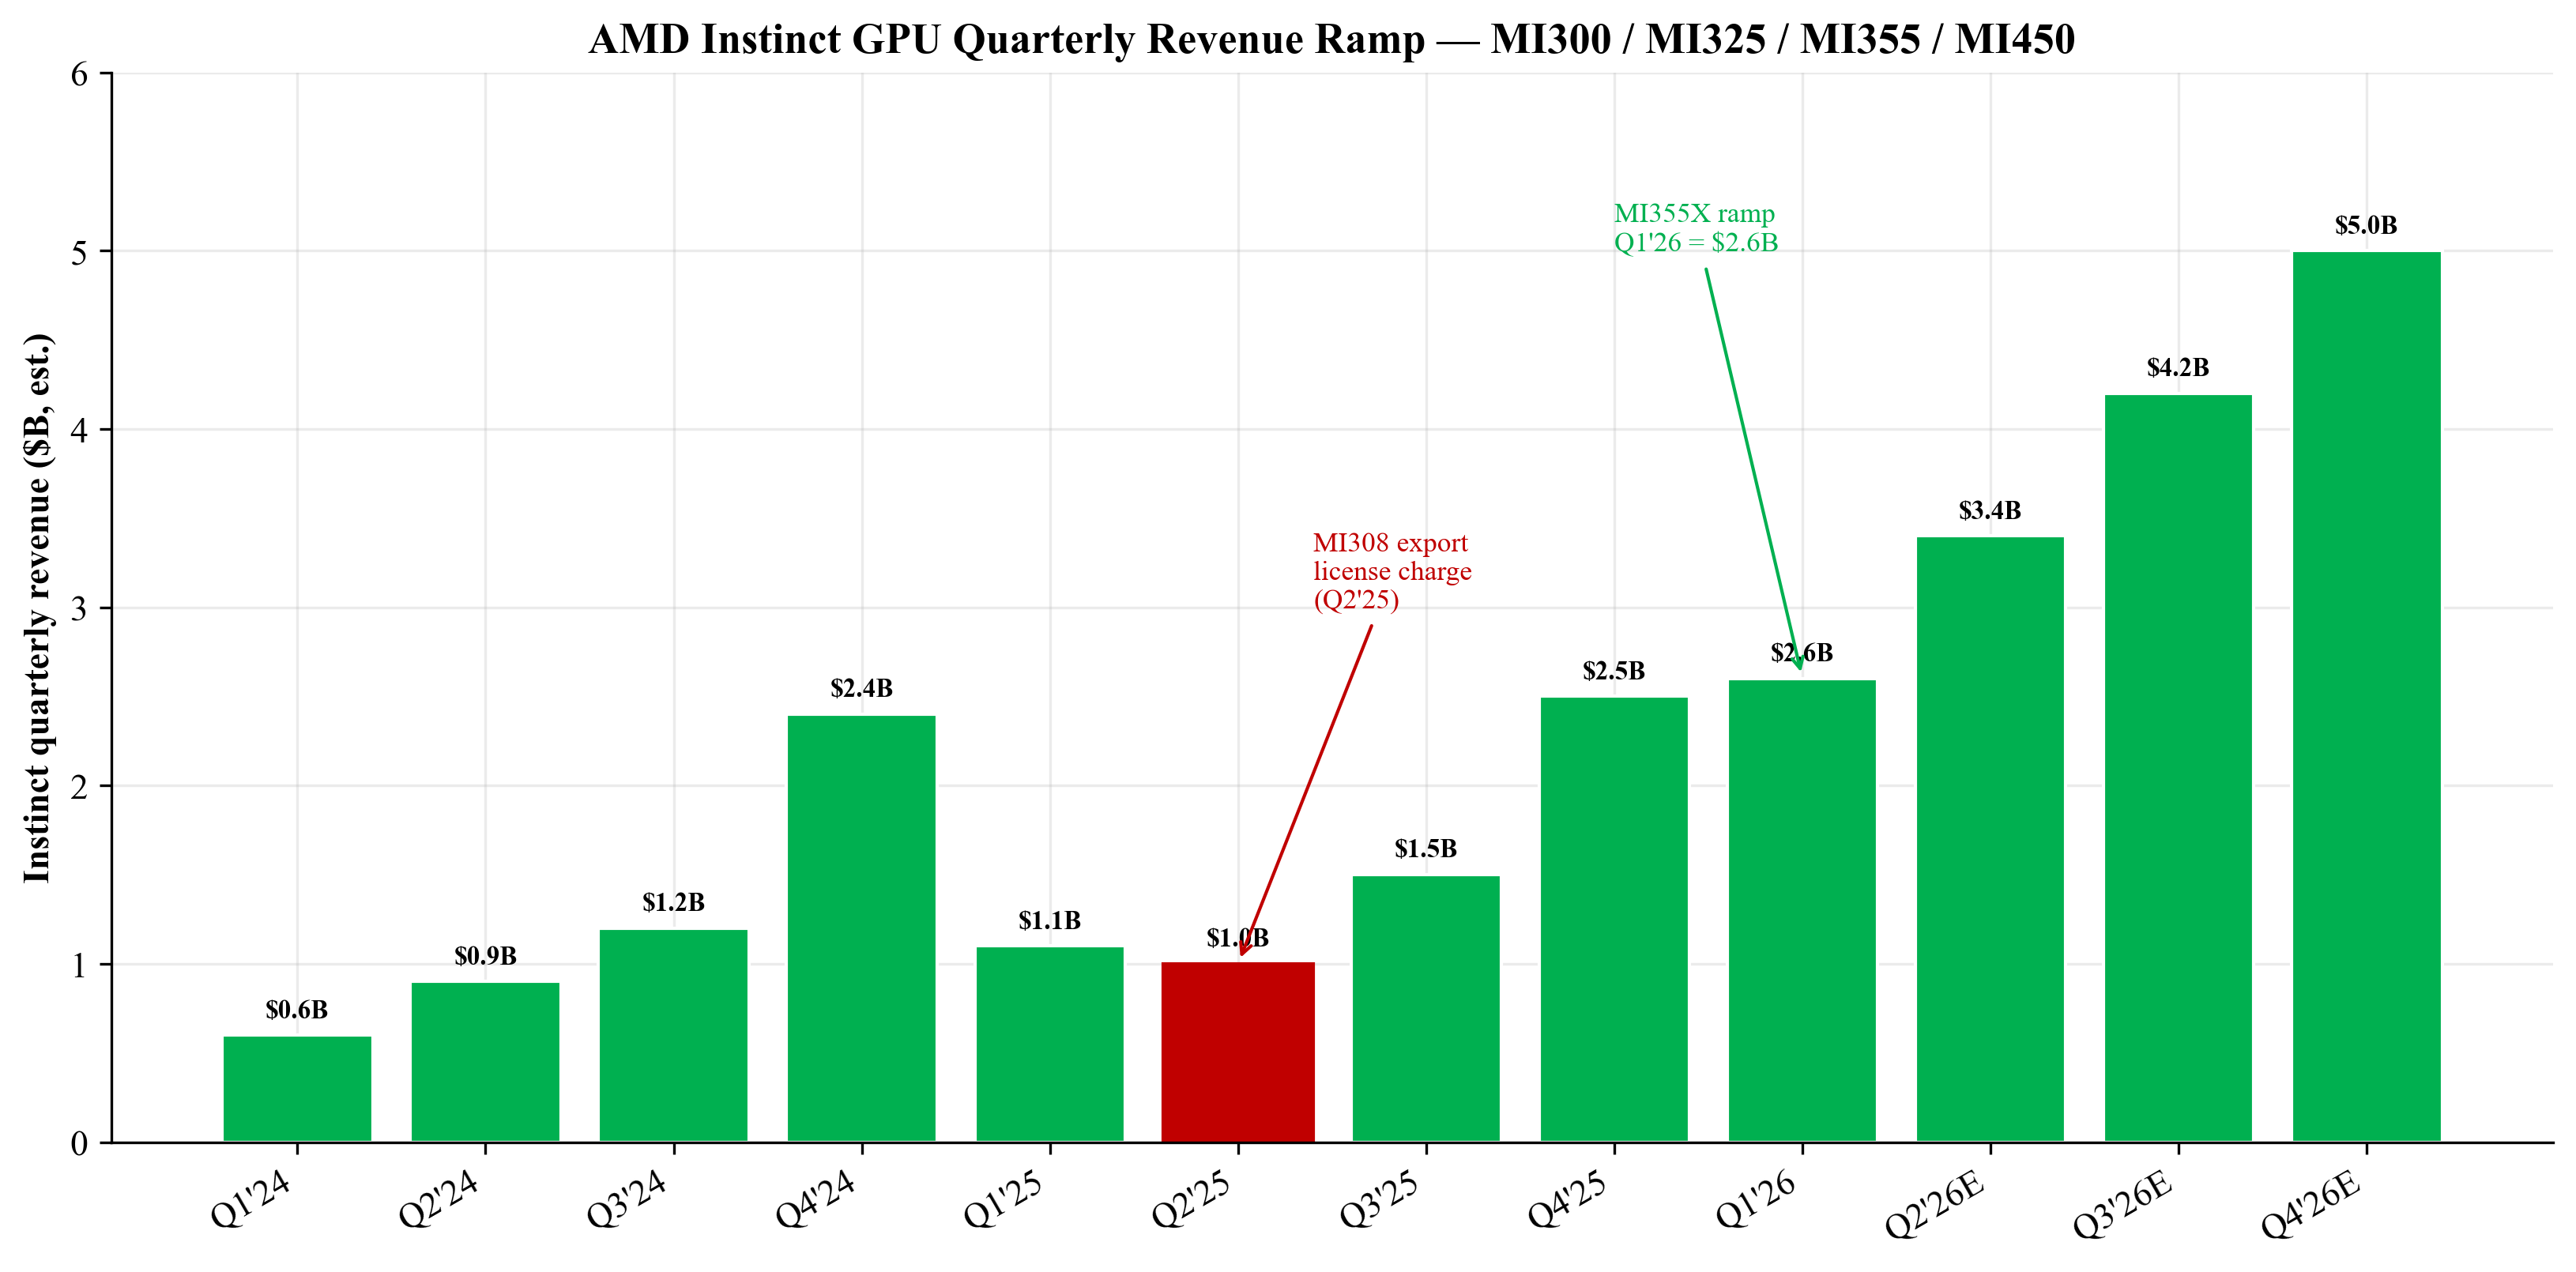 AMD Instinct GPU Quarterly Revenue Ramp — MI300 / MI325 / MI355 / MI450
Instinct quarterly revenue ($B, est.)
6
5
4
3
2
1
0
MI355X ramp
Q1'26 = $2.6B
MI308 export
license charge
(Q2'25)
$0.6B
$0.9B
$1.2B
$2.4B
$1.1B
$1.0B
$1.5B
$2.5B
$2.6B
$3.4B
$4.2B
$5.0B
Q1'24
Q2'24
Q3'24
Q4'24
Q1'25
Q2'25
Q3'25
Q4'25
Q1'26
Q2'26E
Q3'26E
Q4'26E